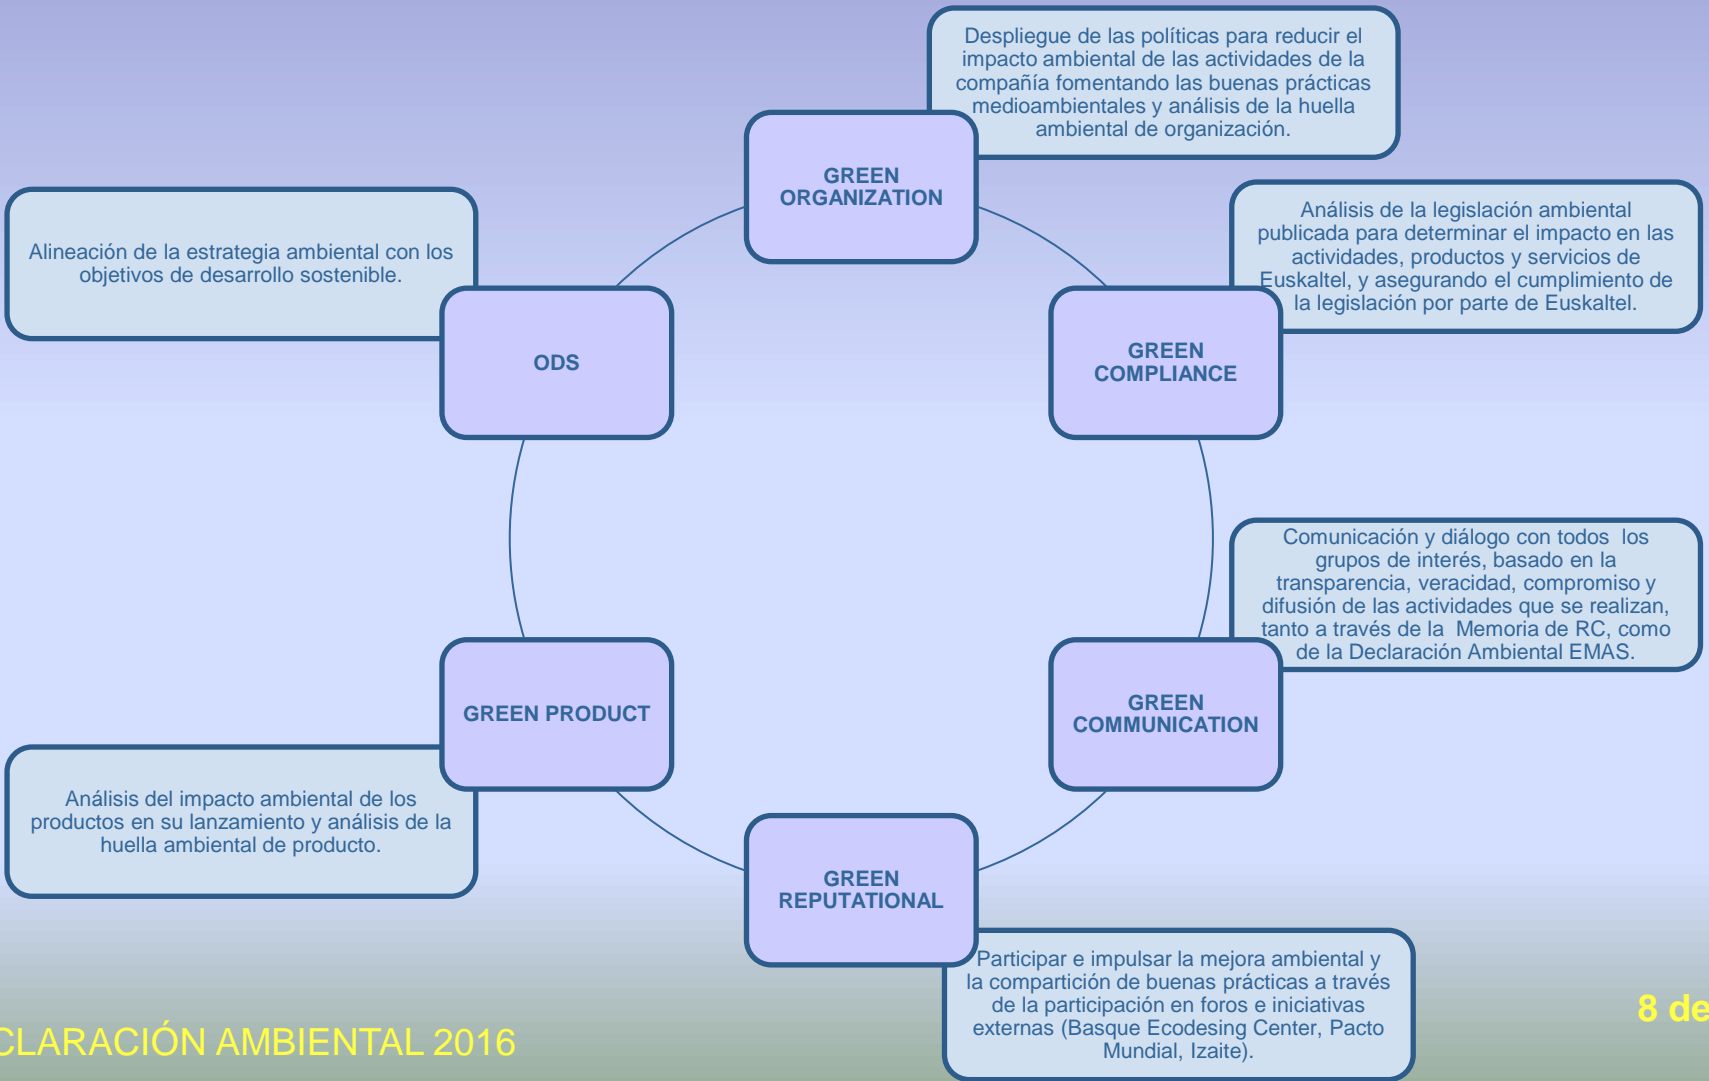 Despliegue de las políticas para reducir el
impacto ambiental de las actividades de la
compañía fomentando las buenas prácticas
medioambientales y análisis de la huella
ambiental de organización.
GREEN
ORGANIZATION
Análisis de la legislación ambiental
publicada para determinar el impacto en las
actividades, productos y servicios de
Euskaltel, y asegurando el cumplimiento de
la legislación por parte de Euskaltel.
GREEN
COMPLIANCE
Comunicación y diálogo con todos los
grupos de interés, basado en la
transparencia, veracidad, compromiso y
difusión de las actividades que se realizan,
tanto a través de la Memoria de RC, como
de la Declaración Ambiental EMAS.
GREEN
COMMUNICATION
Participar e impulsar la mejora ambiental y
la compartición de buenas prácticas a través
de la participación en foros e iniciativas
externas (Basque Ecodesing Center, Pacto
Mundial, Izaite).
GREEN
REPUTATIONAL
Análisis del impacto ambiental de los
productos en su lanzamiento y análisis de la
huella ambiental de producto.
GREEN PRODUCT
Alineación de la estrategia ambiental con los
objetivos de desarrollo sostenible.
ODS
CLARACIÓN AMBIENTAL 2016
8 de